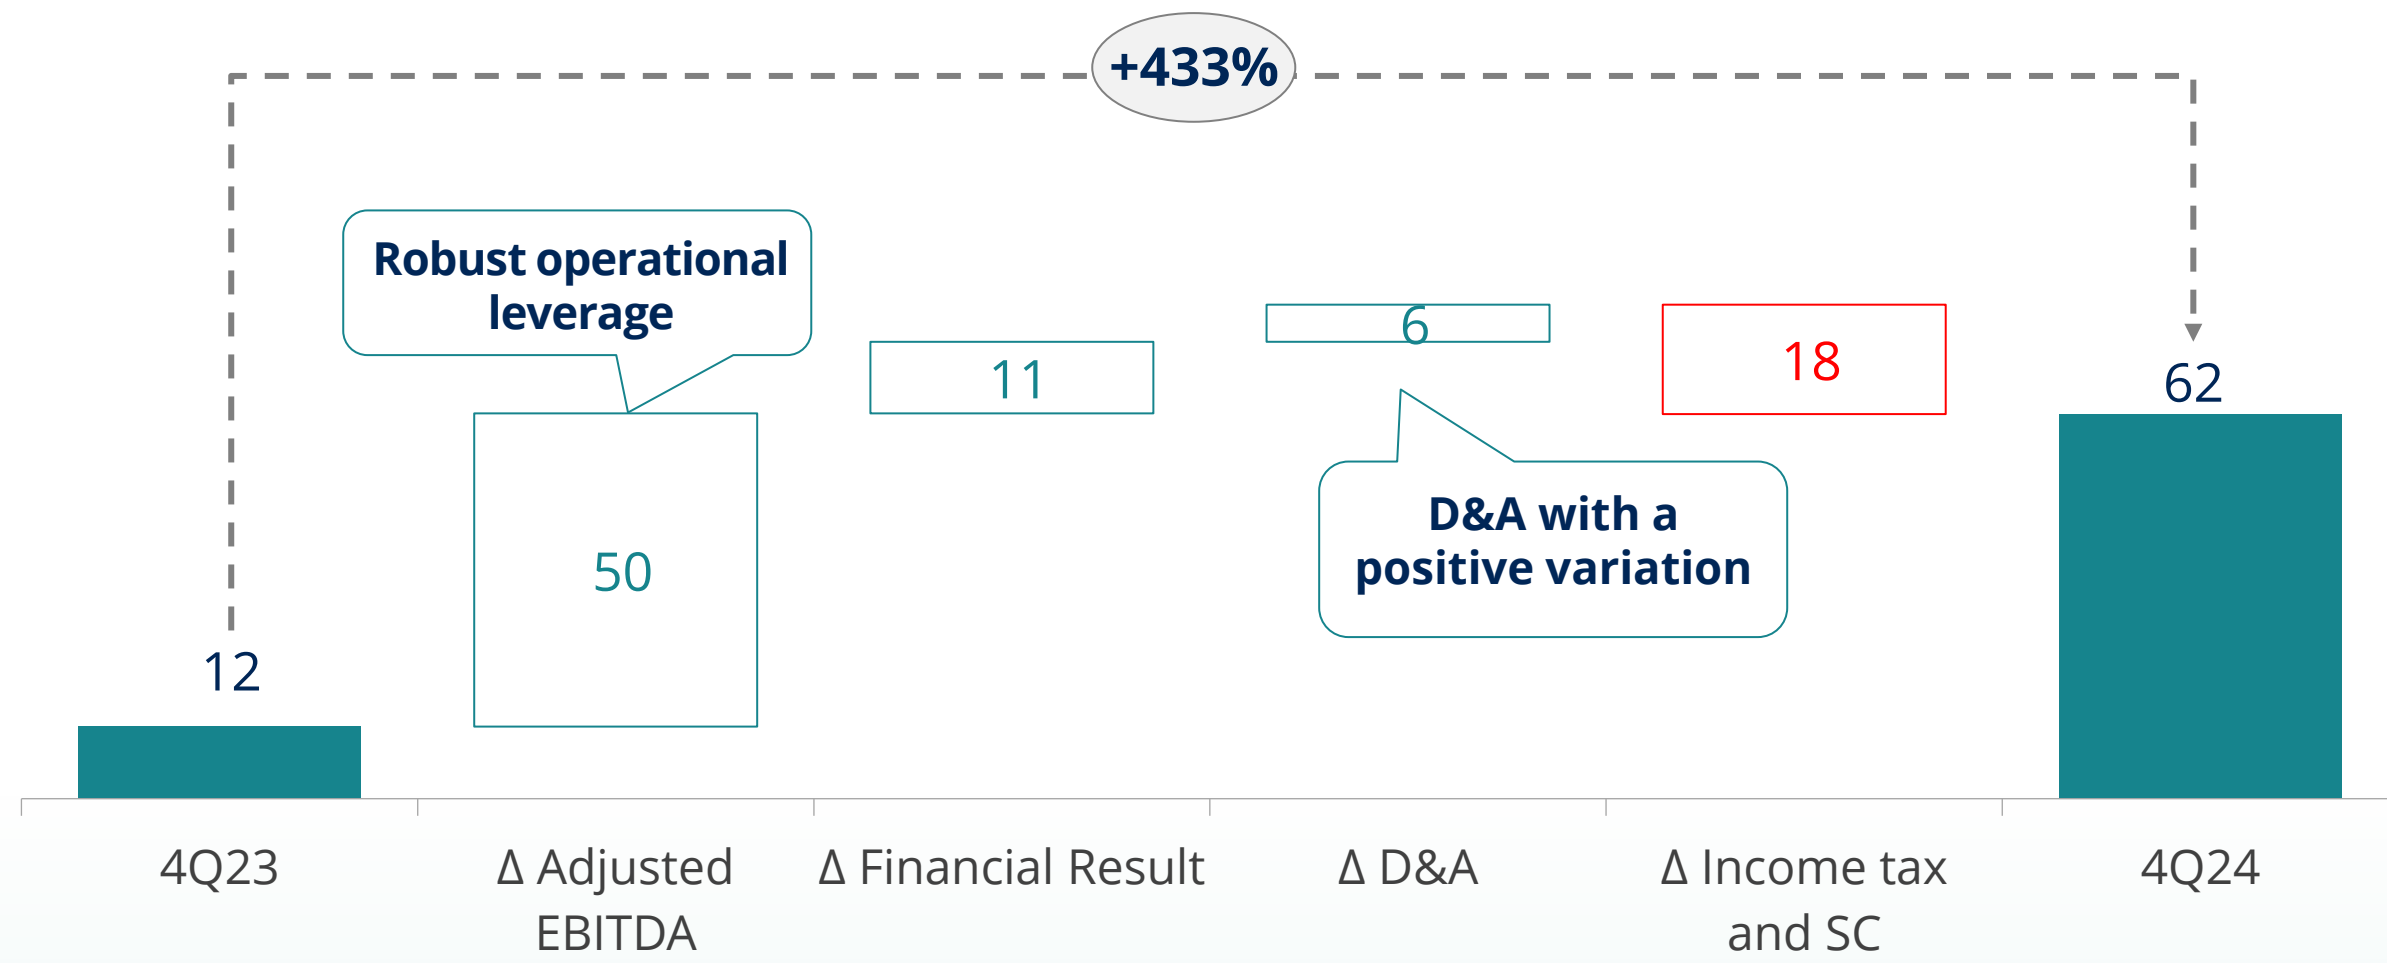 +433%
Robust operational
leverage
6
11
18
62
D&A with a
positive variation
50
12
4Q23
Δ Adjusted
EBITDA
Δ Financial Result
Δ D&A
Δ Income tax
and SC
4Q24